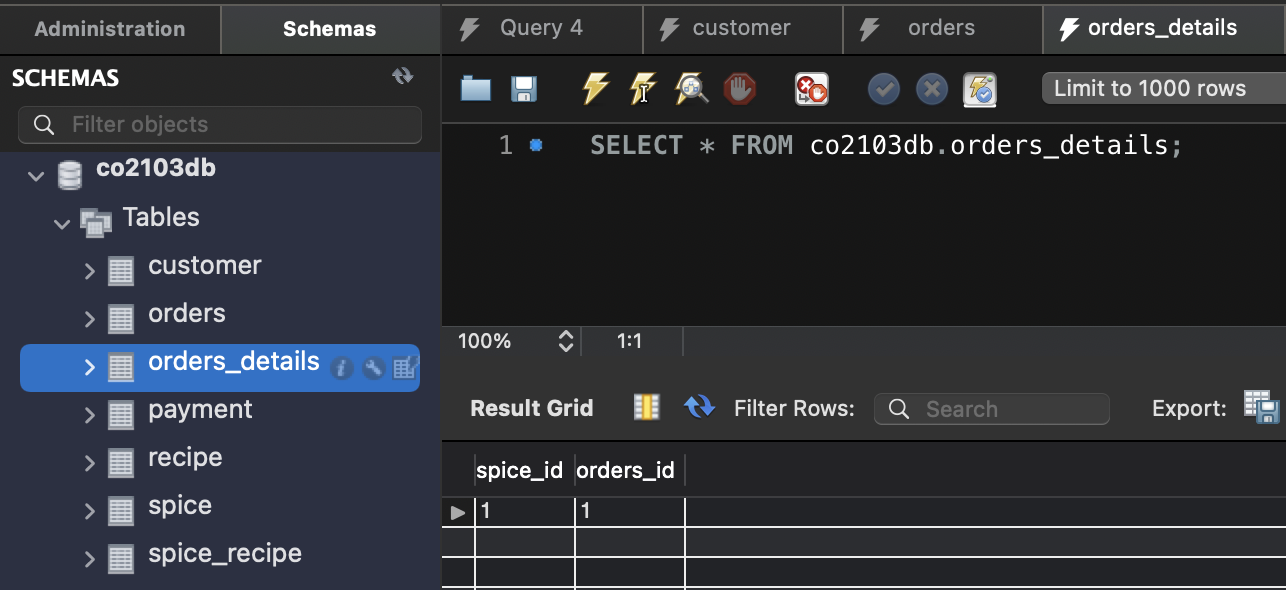 Administration Schemas Query 4 customer orders orders_details
SCHEMAS
Filter objects
co2103db
Tables
customer
orders
orders_details
payment
recipe
spice
spice_recipe
Limit to 1000 rows
1 SELECT * FROM co2103db.orders_details;
100% 1:1
Result Grid Filter Rows: Search Export:
spice_id orders_id
1 1